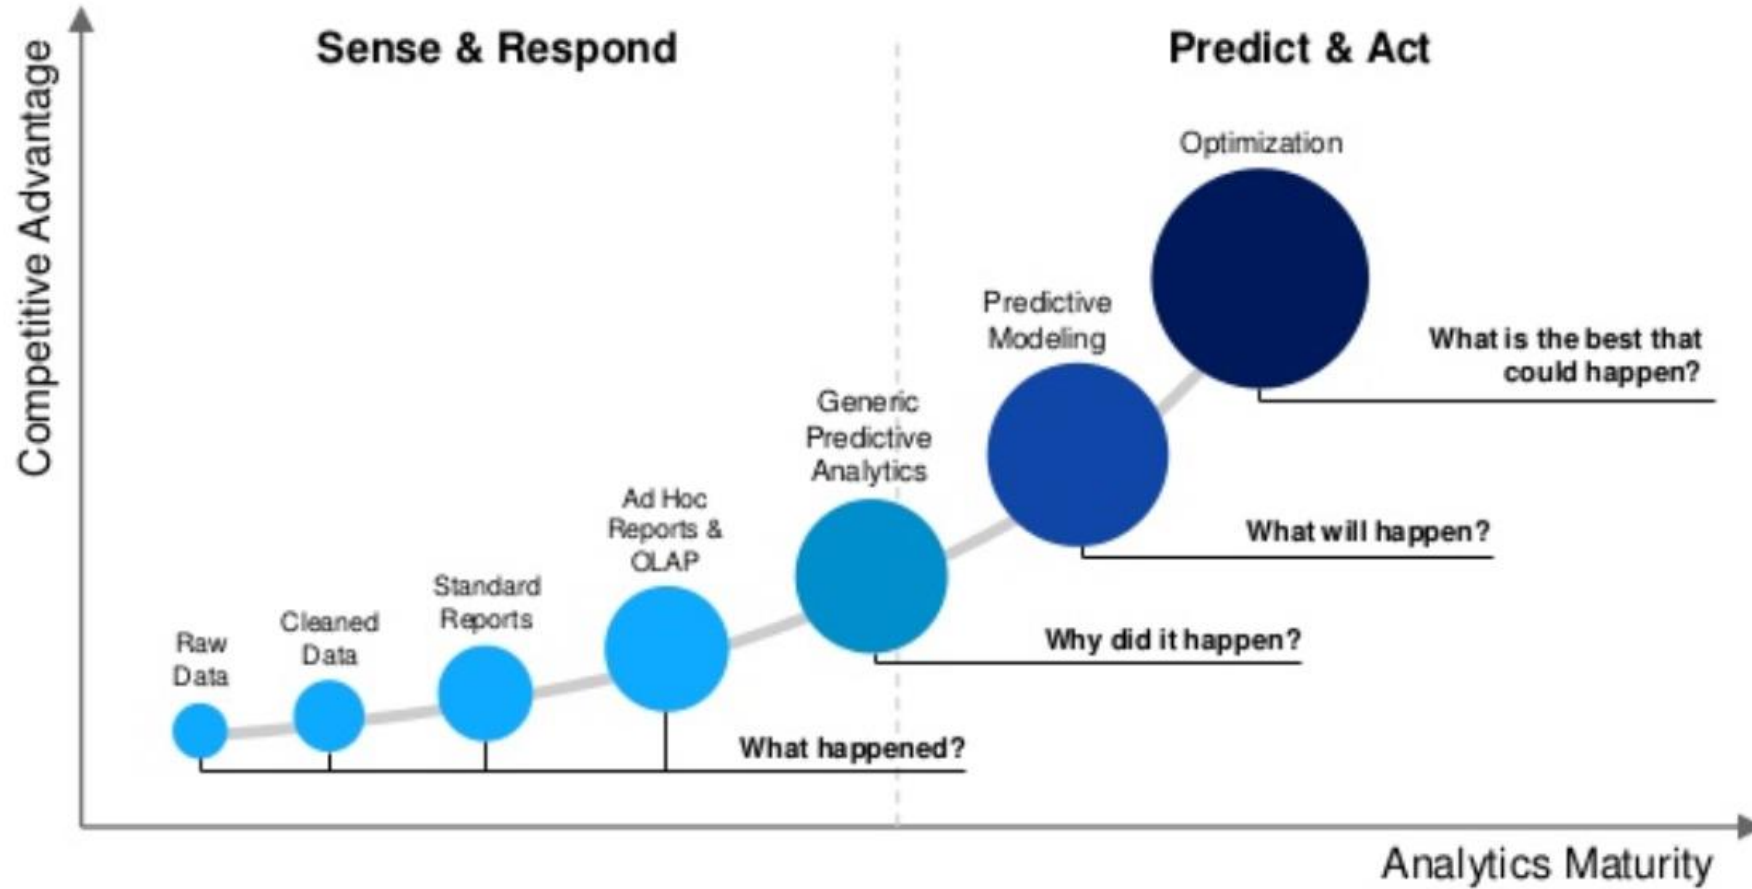 Sense & Respond
Predict & Act
Competitive Advantage
Optimization
Predictive
Modeling
What is the best that
could happen?
Generic
Predictive
Analytics
Ad Hoc
Reports &
OLAP
What will happen?
Standard
Reports
Cleaned
Data
Raw
Data
Why did it happen?
What happened?
Analytics Maturity